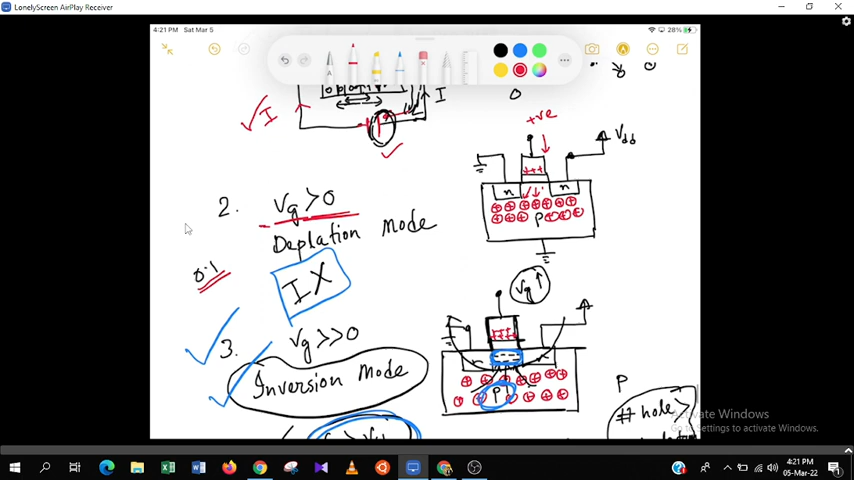 LonelyScreen AirPlay Receiver
4:21 PM Sat Mar 5
28%
I
I
+ve
Vdd
+++
n
n
P
2. Vg>0
Deplation Mode
0.1
IX
Vg↑
3. Vg>>0
Inversion Mode
++++
P
P
# hole >
Activate Windows
Go to Settings to activate Windows.
4:21 PM
05-Mar-22